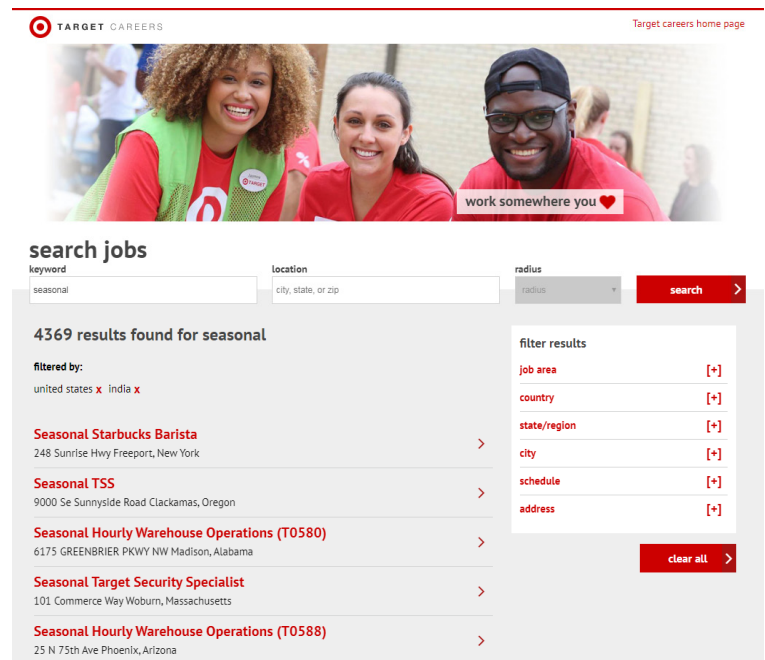 TARGET CAREERS
Target careers home page
TARGET
work somewhere you
search jobs
keyword
location
radius
seasonal
city, state, or zip
radius
search
4369 results found for seasonal
filtered by:
united states x india x
Seasonal Starbucks Barista
248 Sunrise Hwy Freeport, New York
Seasonal TSS
9000 Se Sunnyside Road Clackamas, Oregon
Seasonal Hourly Warehouse Operations (T0580)
6175 GREENBRIER PKWY NW Madison, Alabama
Seasonal Target Security Specialist
101 Commerce Way Woburn, Massachusetts
Seasonal Hourly Warehouse Operations (T0588)
25 N 75th Ave Phoenix, Arizona
filter results
job area [+]
country [+]
state/region [+]
city [+]
schedule [+]
address [+]
clear all